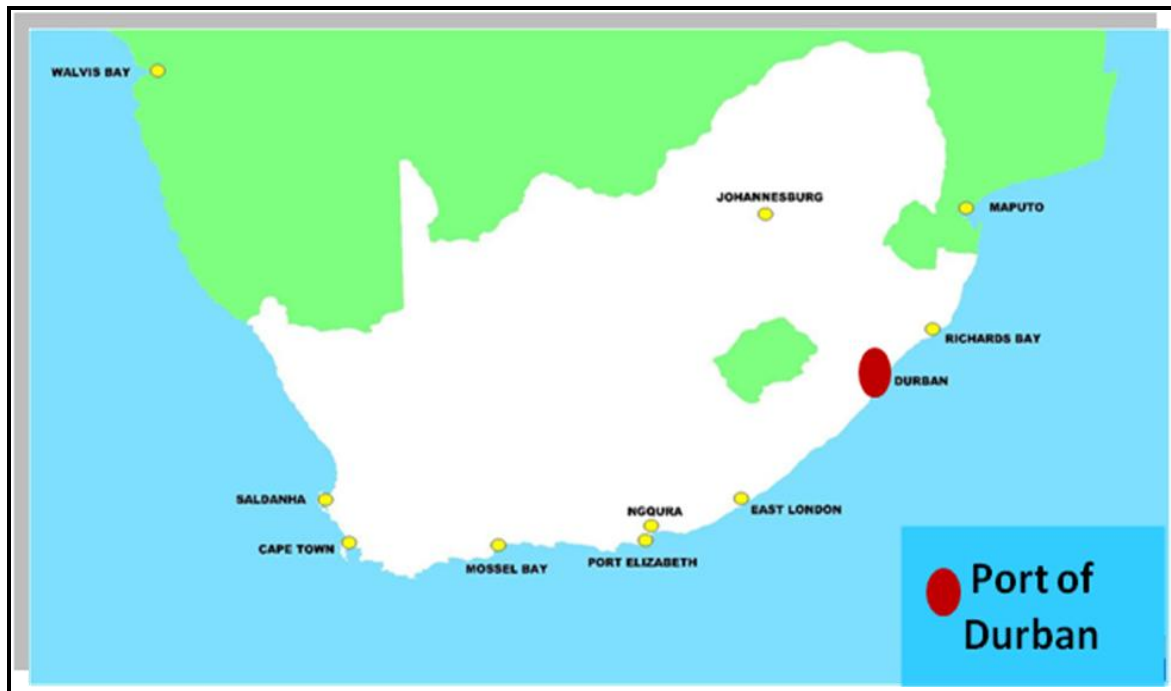 WALVIS BAY
JOHANNESBURG
MAPUTO
RICHARDS BAY
DURBAN
SALDANHA
NGQURA
EAST LONDON
CAPE TOWN
MOSSEL BAY
PORT ELIZABETH
Port of
Durban